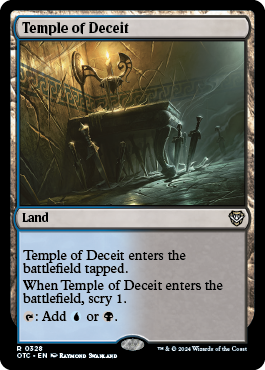 Temple of Deceit
Land
Temple of Deceit enters the
battlefield tapped.
When Temple of Deceit enters the
battlefield, scry 1.
: Add or .
R 0328
OTC • EN Raymond Swanland
™ & © 2024 Wizards of the Coast